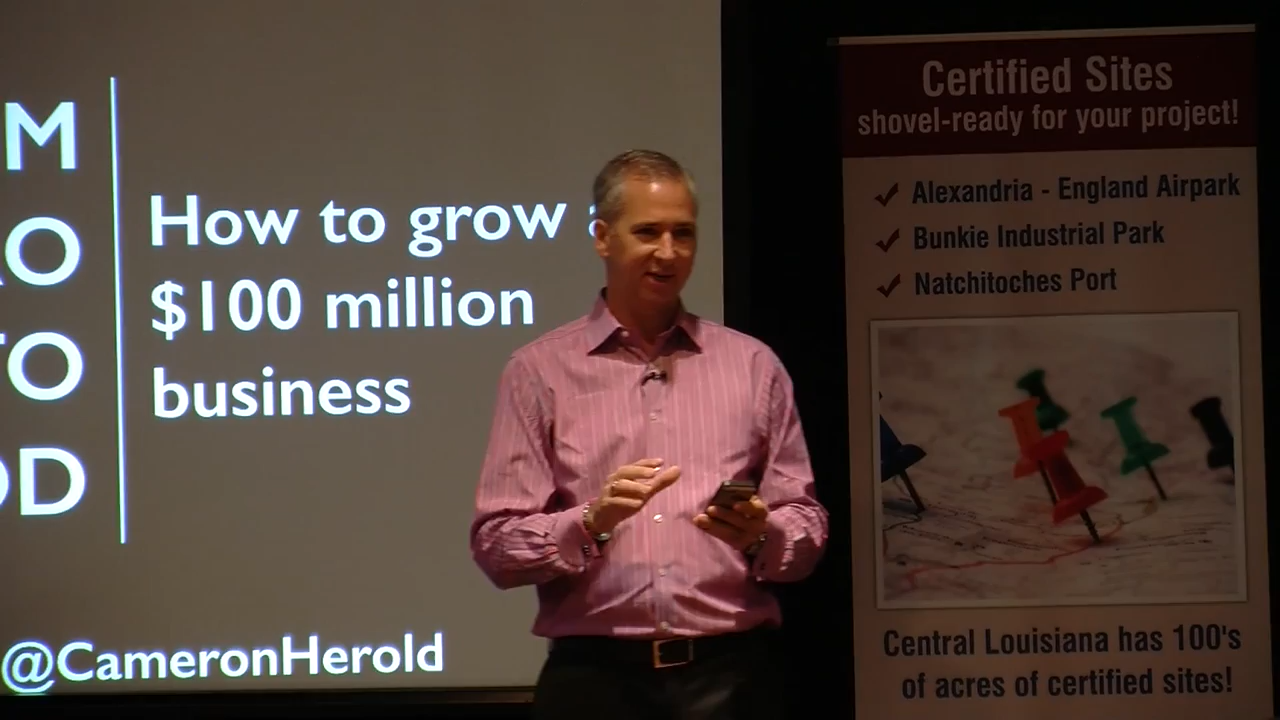 M
O
O
D
How to grow
$100 million
business
@CameronHerold
Certified Sites
shovel-ready for your project!
Alexandria - England Airpark
Bunkie Industrial Park
Natchitoches Port
Central Louisiana has 100's
of acres of certified sites!